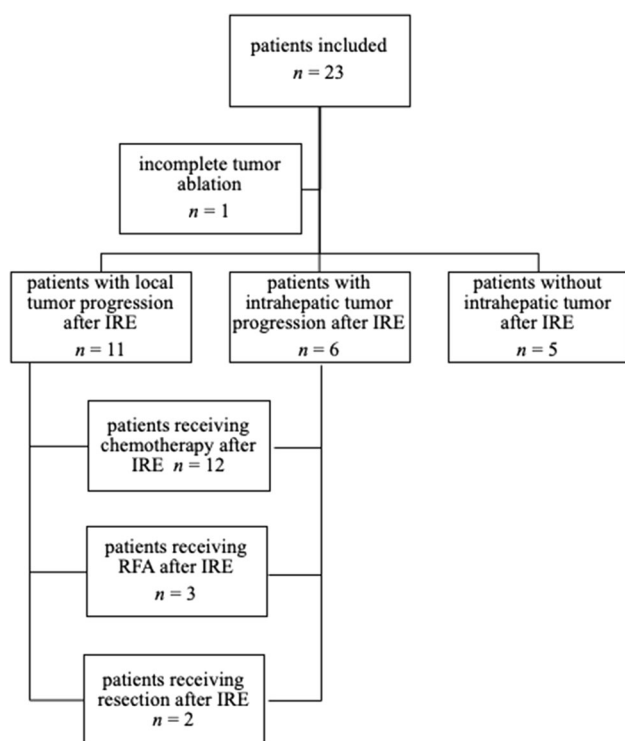 patients included
n = 23
incomplete tumor
ablation
n = 1
patients with local
tumor progression
after IRE
n = 11
patients with
intrahepatic tumor
progression after IRE
n = 6
patients without
intrahepatic tumor
after IRE
n = 5
patients receiving
chemotherapy after
IRE n = 12
patients receiving
RFA after IRE
n = 3
patients receiving
resection after IRE
n = 2